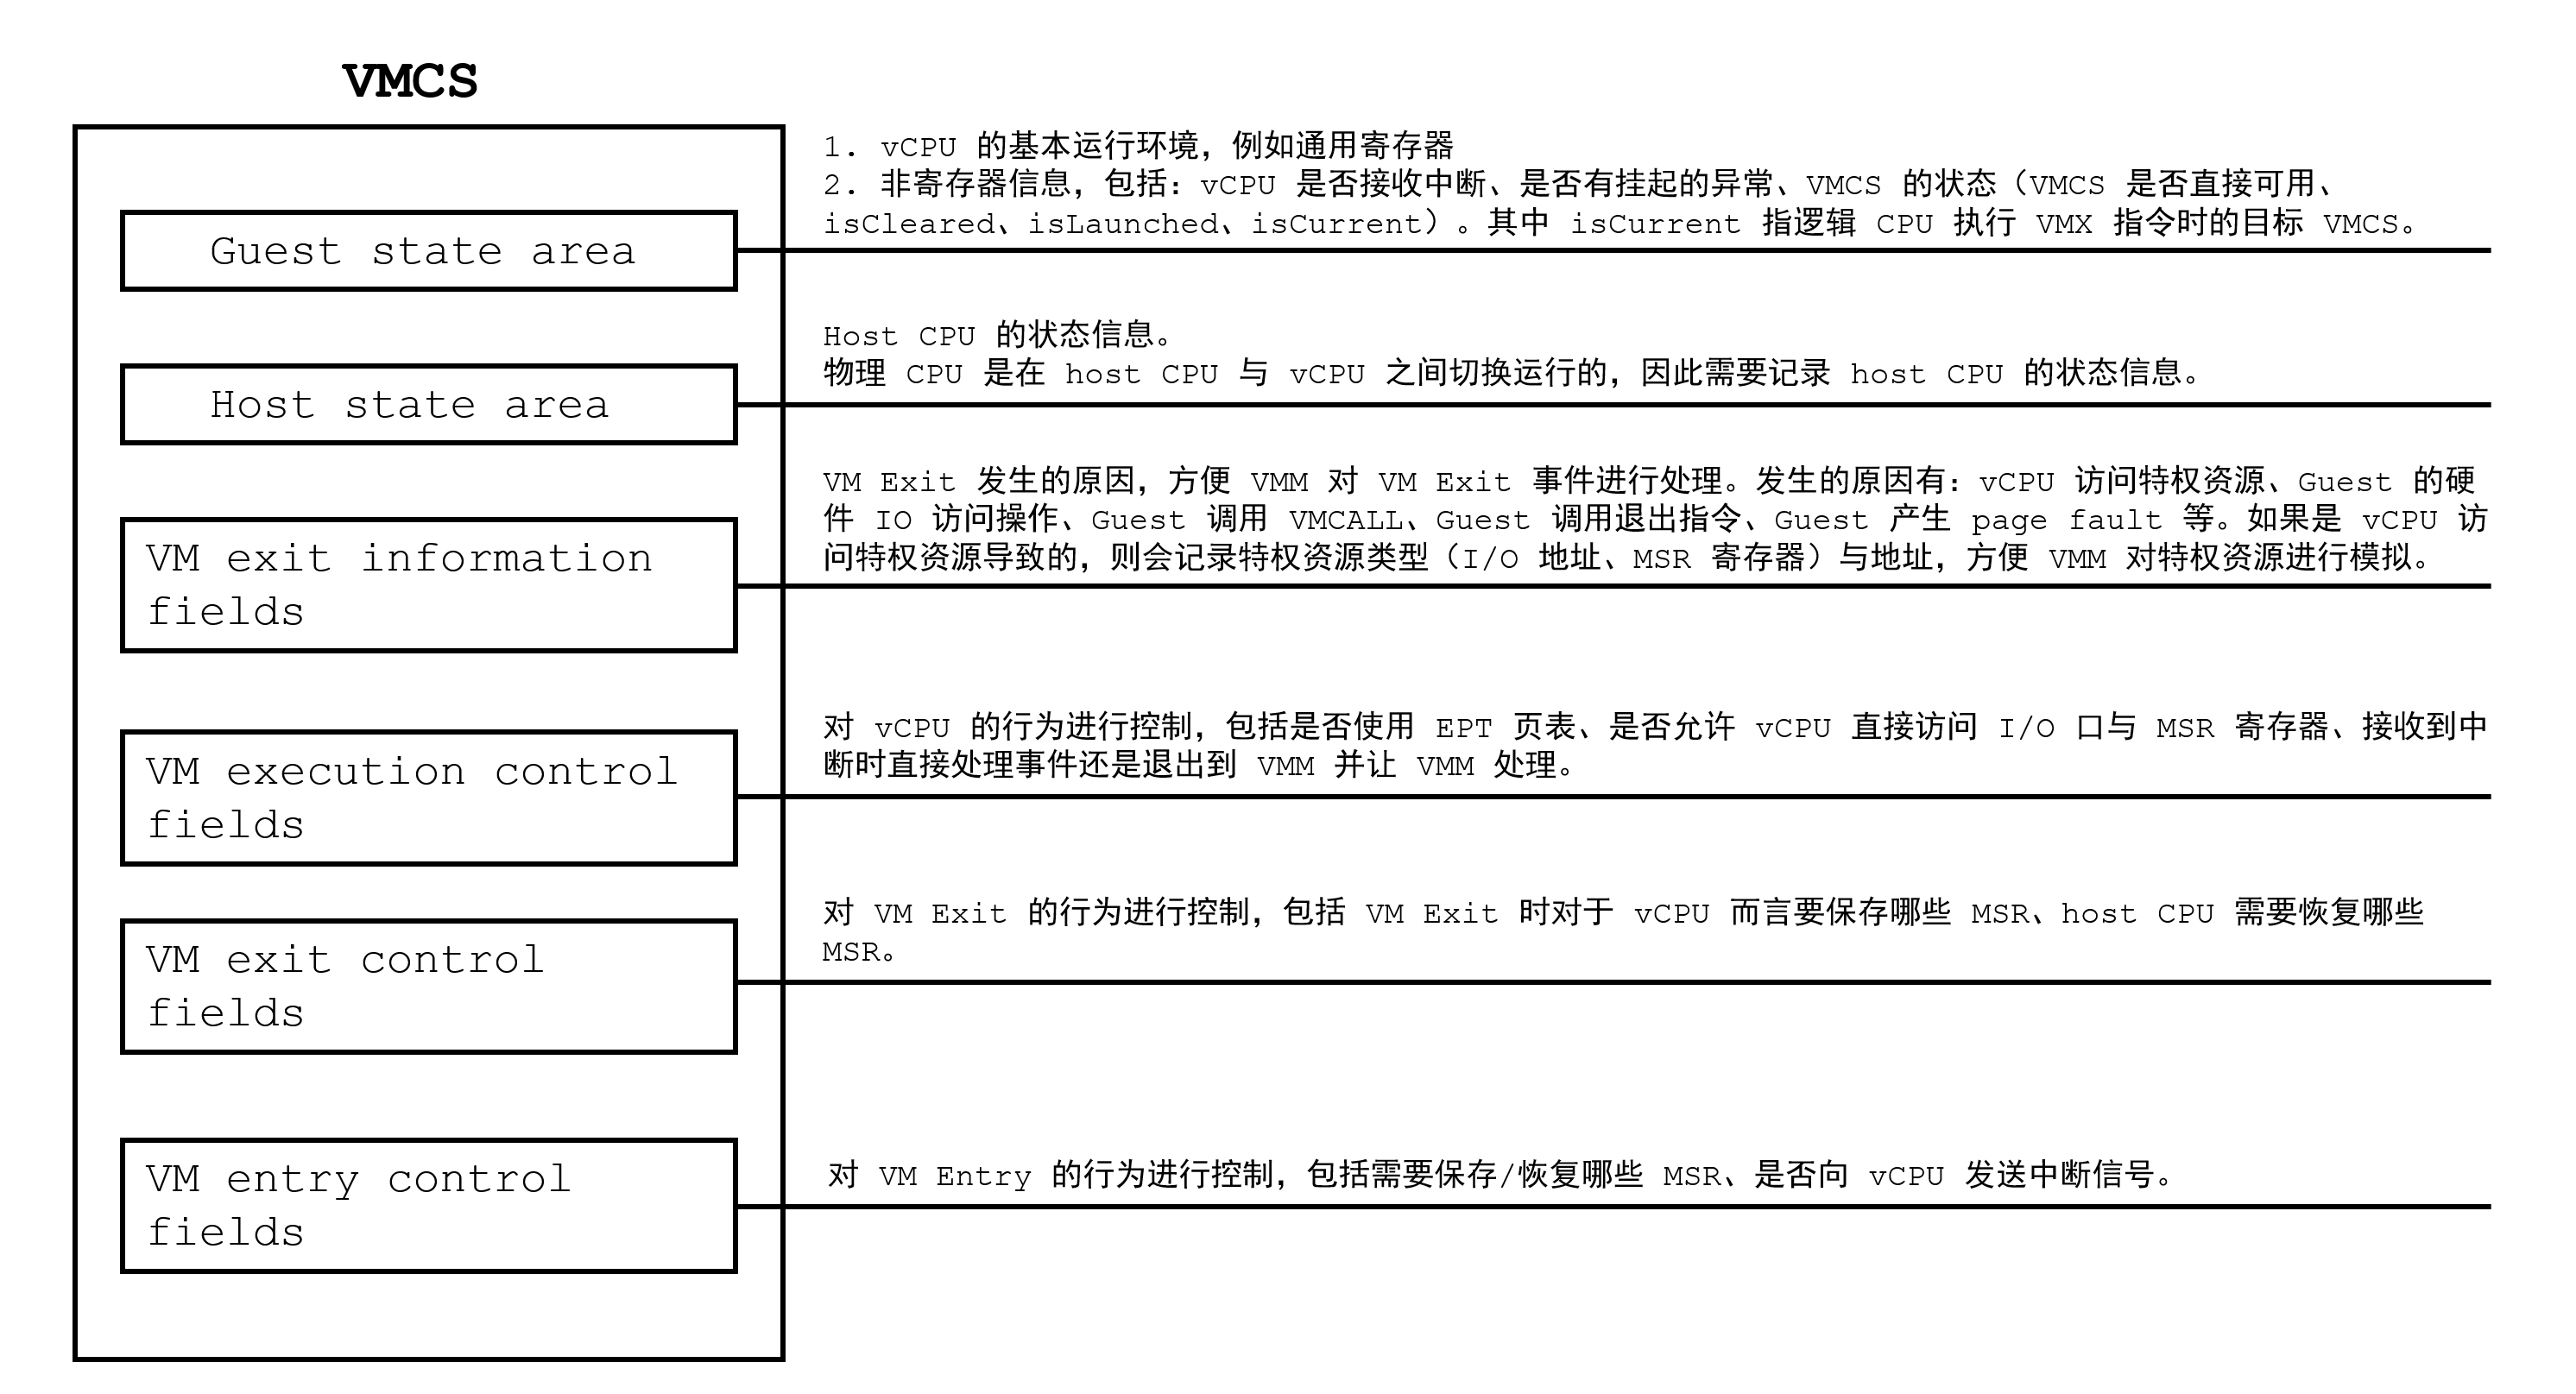 VMCS
Guest state area
1. vCPU 的基本运行环境，例如通用寄存器
2. 非寄存器信息，包括：vCPU 是否接收中断、是否有挂起的异常、VMCS 的状态（VMCS 是否直接可用、
isCleared、isLaunched、isCurrent）。其中 isCurrent 指逻辑 CPU 执行 VMX 指令时的目标 VMCS。
Host state area
Host CPU 的状态信息。
物理 CPU 是在 host CPU 与 vCPU 之间切换运行的，因此需要记录 host CPU 的状态信息。
VM exit information
fields
VM Exit 发生的原因，方便 VMM 对 VM Exit 事件进行处理。发生的原因有：vCPU 访问特权资源、Guest 的硬
件 IO 访问操作、Guest 调用 VMCALL、Guest 调用退出指令、Guest 产生 page fault 等。如果是 vCPU 访
问特权资源导致的，则会记录特权资源类型（I/O 地址、MSR 寄存器）与地址，方便 VMM 对特权资源进行模拟。
VM execution control
fields
对 vCPU 的行为进行控制，包括是否使用 EPT 页表、是否允许 vCPU 直接访问 I/O 口与 MSR 寄存器、接收到中
断时直接处理事件还是退出到 VMM 并让 VMM 处理。
VM exit control
fields
对 VM Exit 的行为进行控制，包括 VM Exit 时对于 vCPU 而言要保存哪些 MSR、host CPU 需要恢复哪些
MSR。
VM entry control
fields
对 VM Entry 的行为进行控制，包括需要保存/恢复哪些 MSR、是否向 vCPU 发送中断信号。